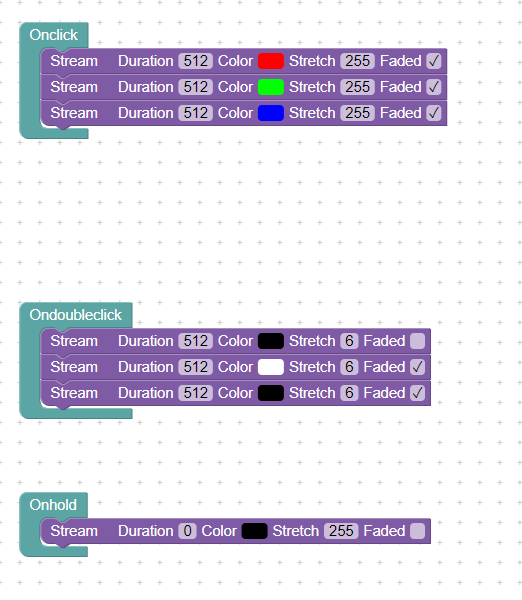 Onclick
Stream Duration 512 Color Stretch 255 Faded ✓
Stream Duration 512 Color Stretch 255 Faded ✓
Stream Duration 512 Color Stretch 255 Faded ✓
Ondoubleclick
Stream Duration 512 Color Stretch 6 Faded
Stream Duration 512 Color Stretch 6 Faded ✓
Stream Duration 512 Color Stretch 6 Faded ✓
Onhold
Stream Duration 0 Color Stretch 255 Faded